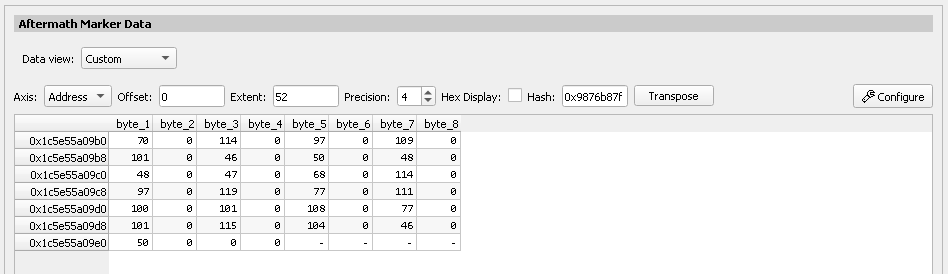 Aftermath Marker Data
Data view: Custom
Axis: Address Offset: 0 Extent: 52 Precision: 4 Hex Display: Hash: 0x9876b87f Transpose Configure
byte_1 byte_2 byte_3 byte_4 byte_5 byte_6 byte_7 byte_8
0x1c5e55a09b0 70 0 114 0 97 0 109 0
0x1c5e55a09b8 101 0 46 0 50 0 48 0
0x1c5e55a09c0 48 0 47 0 68 0 114 0
0x1c5e55a09c8 97 0 119 0 77 0 111 0
0x1c5e55a09d0 100 0 101 0 108 0 77 0
0x1c5e55a09d8 101 0 115 0 104 0 46 0
0x1c5e55a09e0 50 0 0 0 - - - -